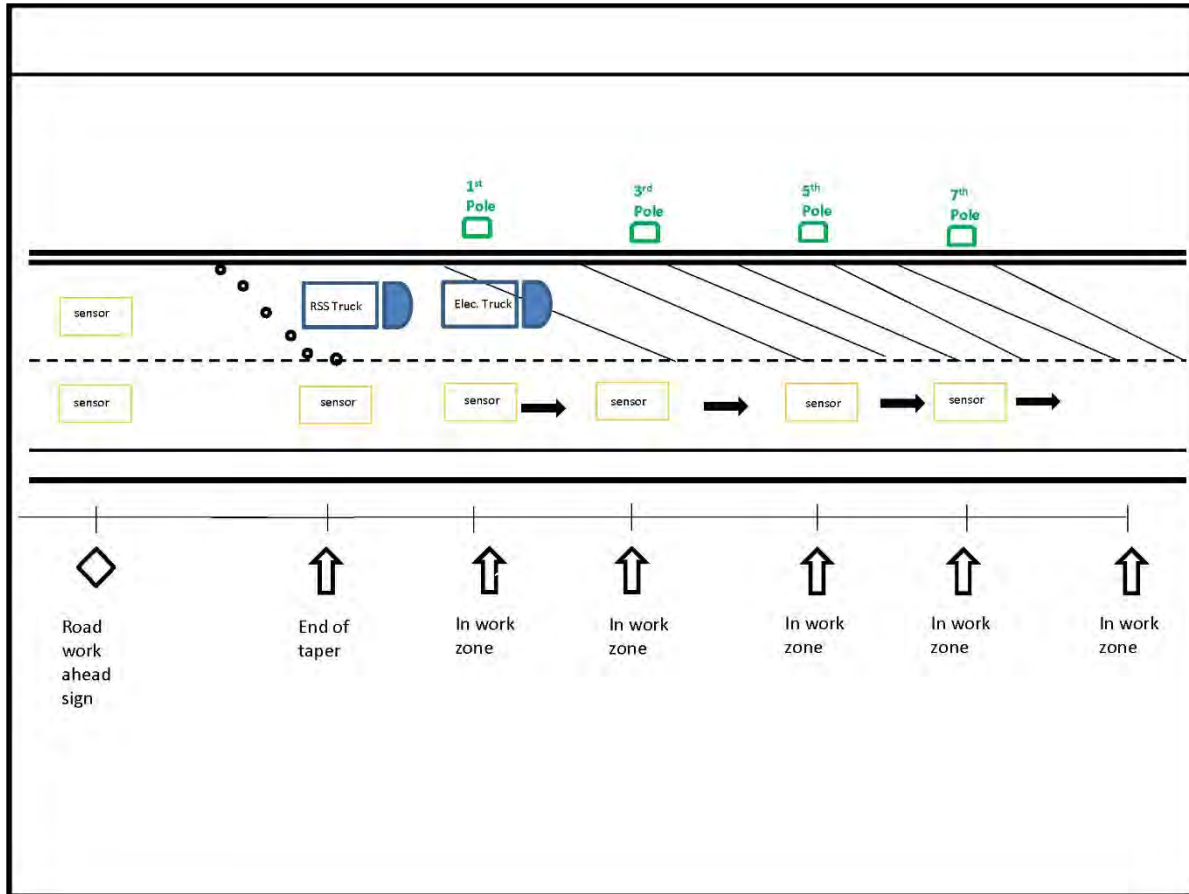 1st
Pole
3rd
Pole
5th
Pole
7th
Pole
sensor
RSS Truck
Elec. Truck
sensor
sensor
sensor
sensor
sensor
sensor
Road
work
ahead
sign
End of
taper
In work
zone
In work
zone
In work
zone
In work
zone
In work
zone